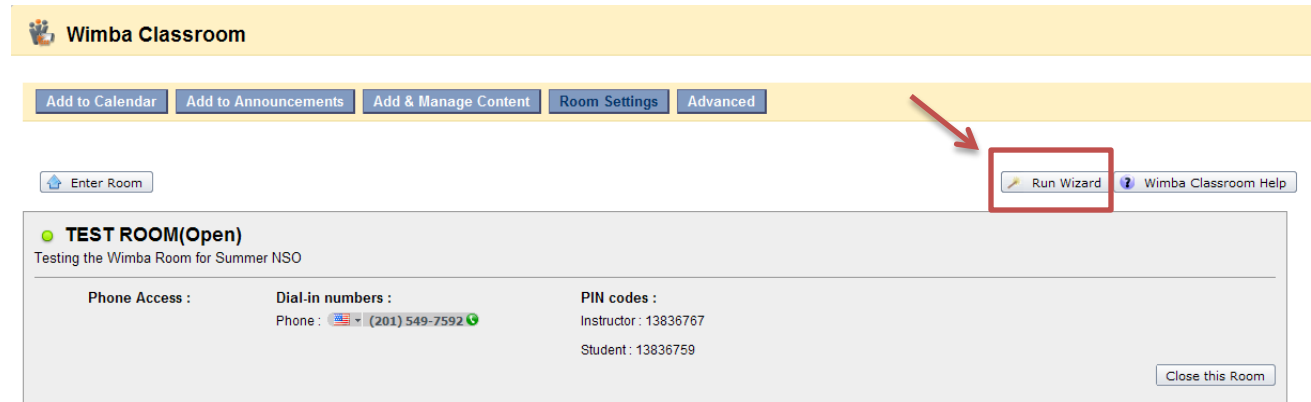 Wimba Classroom
Add to Calendar Add to Announcements Add & Manage Content Room Settings Advanced
Enter Room Run Wizard ? Wimba Classroom Help
TEST ROOM(Open)
Testing the Wimba Room for Summer NSO
Phone Access : Dial-in numbers : PIN codes :
Phone : (201) 549-7592 Instructor : 13836767
Student : 13836759
Close this Room